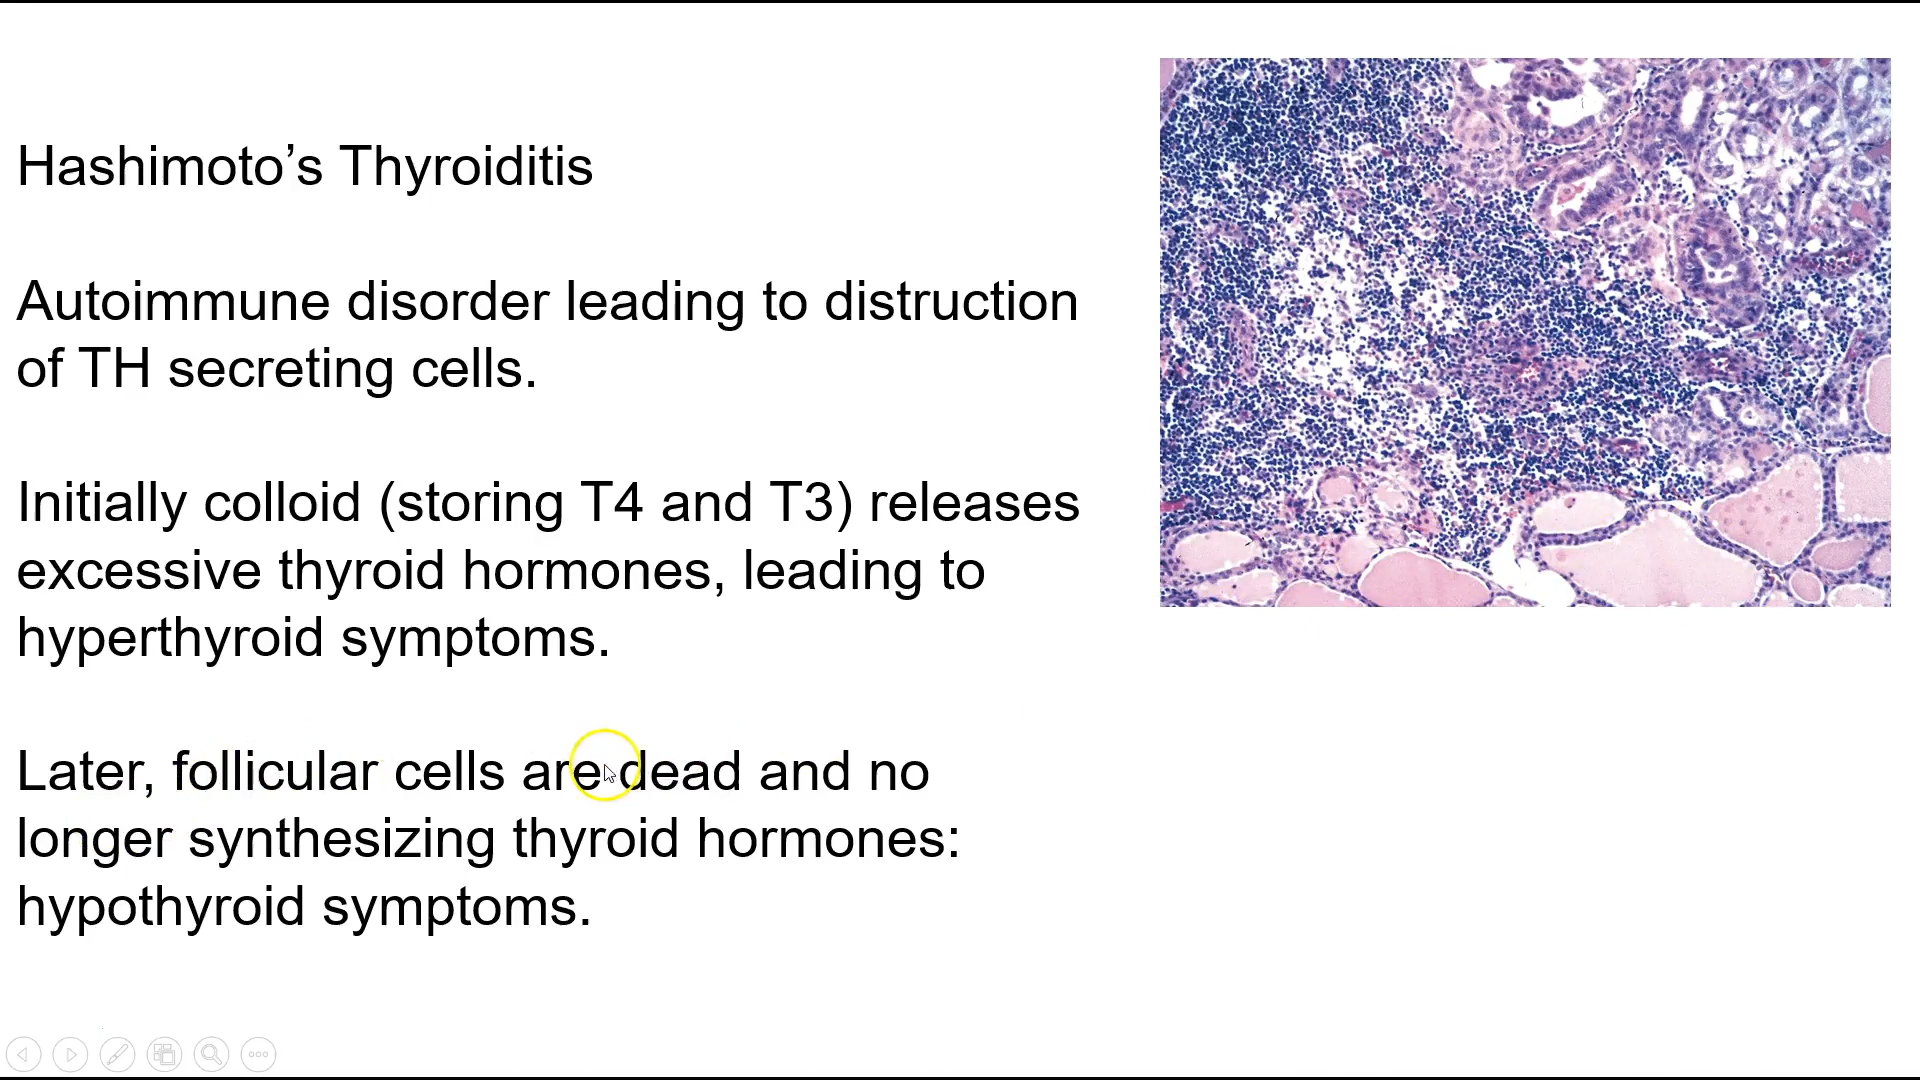 Hashimoto’s Thyroiditis
Autoimmune disorder leading to distruction
of TH secreting cells.
Initially colloid (storing T4 and T3) releases
excessive thyroid hormones, leading to
hyperthyroid symptoms.
Later, follicular cells are dead and no
longer synthesizing thyroid hormones:
hypothyroid symptoms.